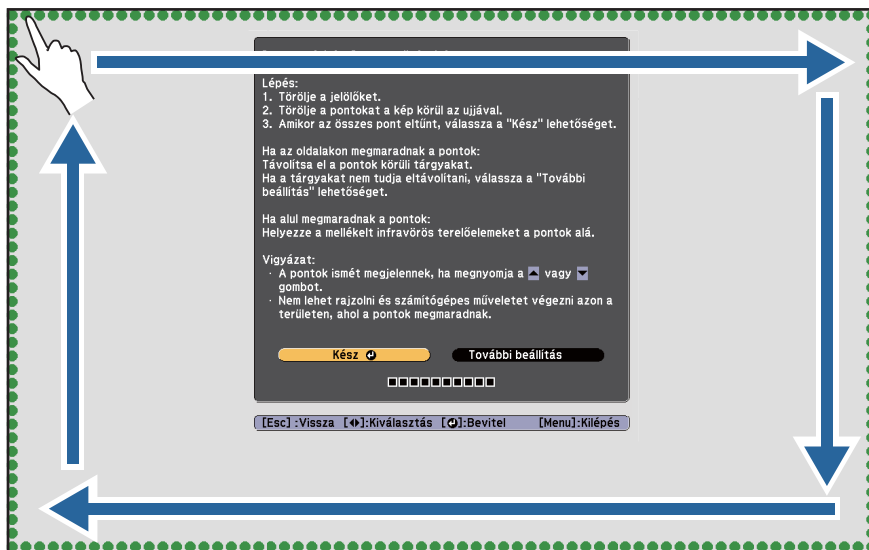 Lépés:
1. Törölje a jelölőket.
2. Törölje a pontokat a kép körül az ujjával.
3. Amikor az összes pont eltűnt, válassza a "Kész" lehetőséget.
Ha az oldalakon megmaradnak a pontok:
Távolítsa el a pontok körüli tárgyakat.
Ha a tárgyakat nem tudja eltávolítani, válassza a "További
beállítás" lehetőséget.
Ha alul megmaradnak a pontok:
Helyezze a mellékelt infravörös terelőelemeket a pontok alá.
Vigyázat:
· A pontok ismét megjelennek, ha megnyomja a vagy
gombot.
· Nem lehet rajzolni és számítógépes műveletet végezni azon a
területen, ahol a pontok megmaradnak.
Kész További beállítás
[Esc] :Vissza [◀▶]:Kiválasztás [↵]:Bevitel [Menu]:Kilépés